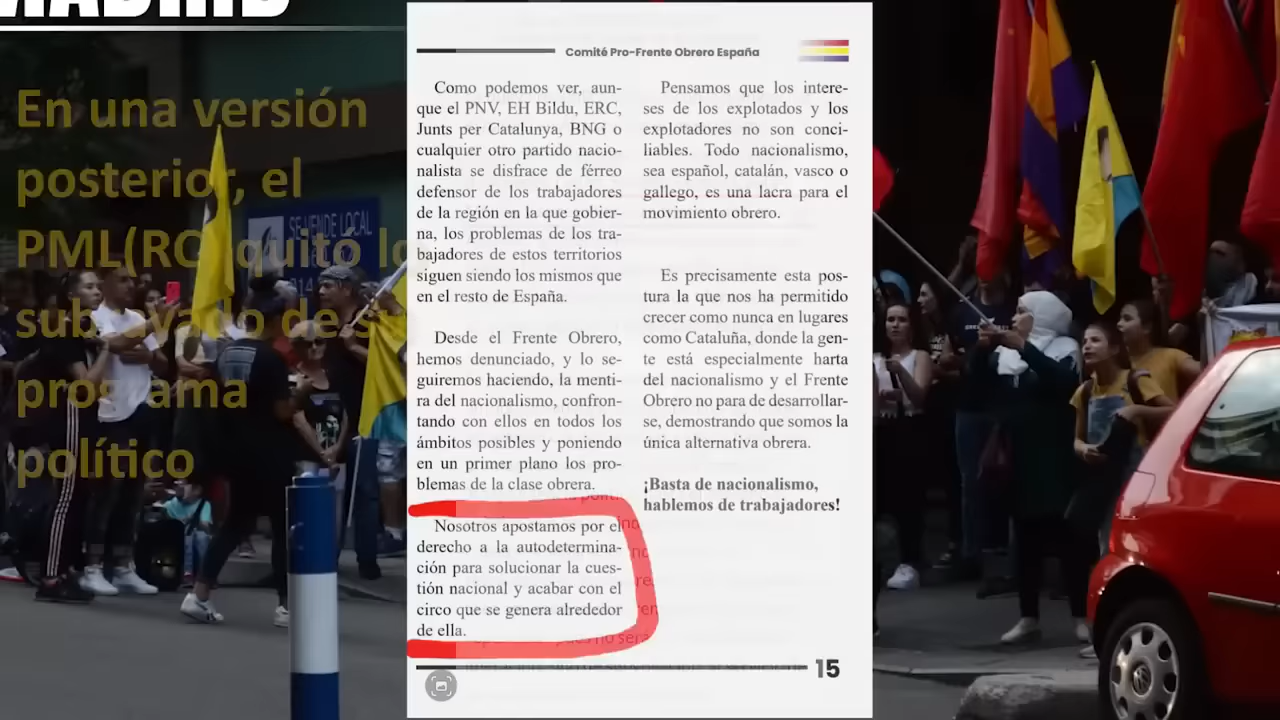 MADRID
En una versión
posterior, el
PML(RC) quitó lo
subrayado de su
programa
político
SE VENDE LOCAL
Comité Pro-Frente Obrero España
Como podemos ver, aun-
que el PNV, EH Bildu, ERC,
Junts per Catalunya, BNG o
cualquier otro partido nacio-
nalista se disfrace de férreo
defensor de los trabajadores
de la región en la que gobier-
na, los problemas de los tra-
bajadores de estos territorios
siguen siendo los mismos que
en el resto de España.
Desde el Frente Obrero,
hemos denunciado, y lo se-
guiremos haciendo, la menti-
ra del nacionalismo, confron-
tando con ellos en todos los
ámbitos posibles y poniendo
en un primer plano los pro-
blemas de la clase obrera.
Nosotros apostamos por el
derecho a la autodetermina-
ción para solucionar la cues-
tión nacional y acabar con el
circo que se genera alrededor
de ella.
Pensamos que los intere-
ses de los explotados y los
explotadores no son conci-
liables. Todo nacionalismo,
sea español, catalán, vasco o
gallego, es una lacra para el
movimiento obrero.
Es precisamente esta pos-
tura la que nos ha permitido
crecer como nunca en lugares
como Cataluña, donde la gen-
te está especialmente harta
del nacionalismo y el Frente
Obrero no para de desarrollar-
se, demostrando que somos la
única alternativa obrera.
¡Basta de nacionalismo,
hablemos de trabajadores!
15